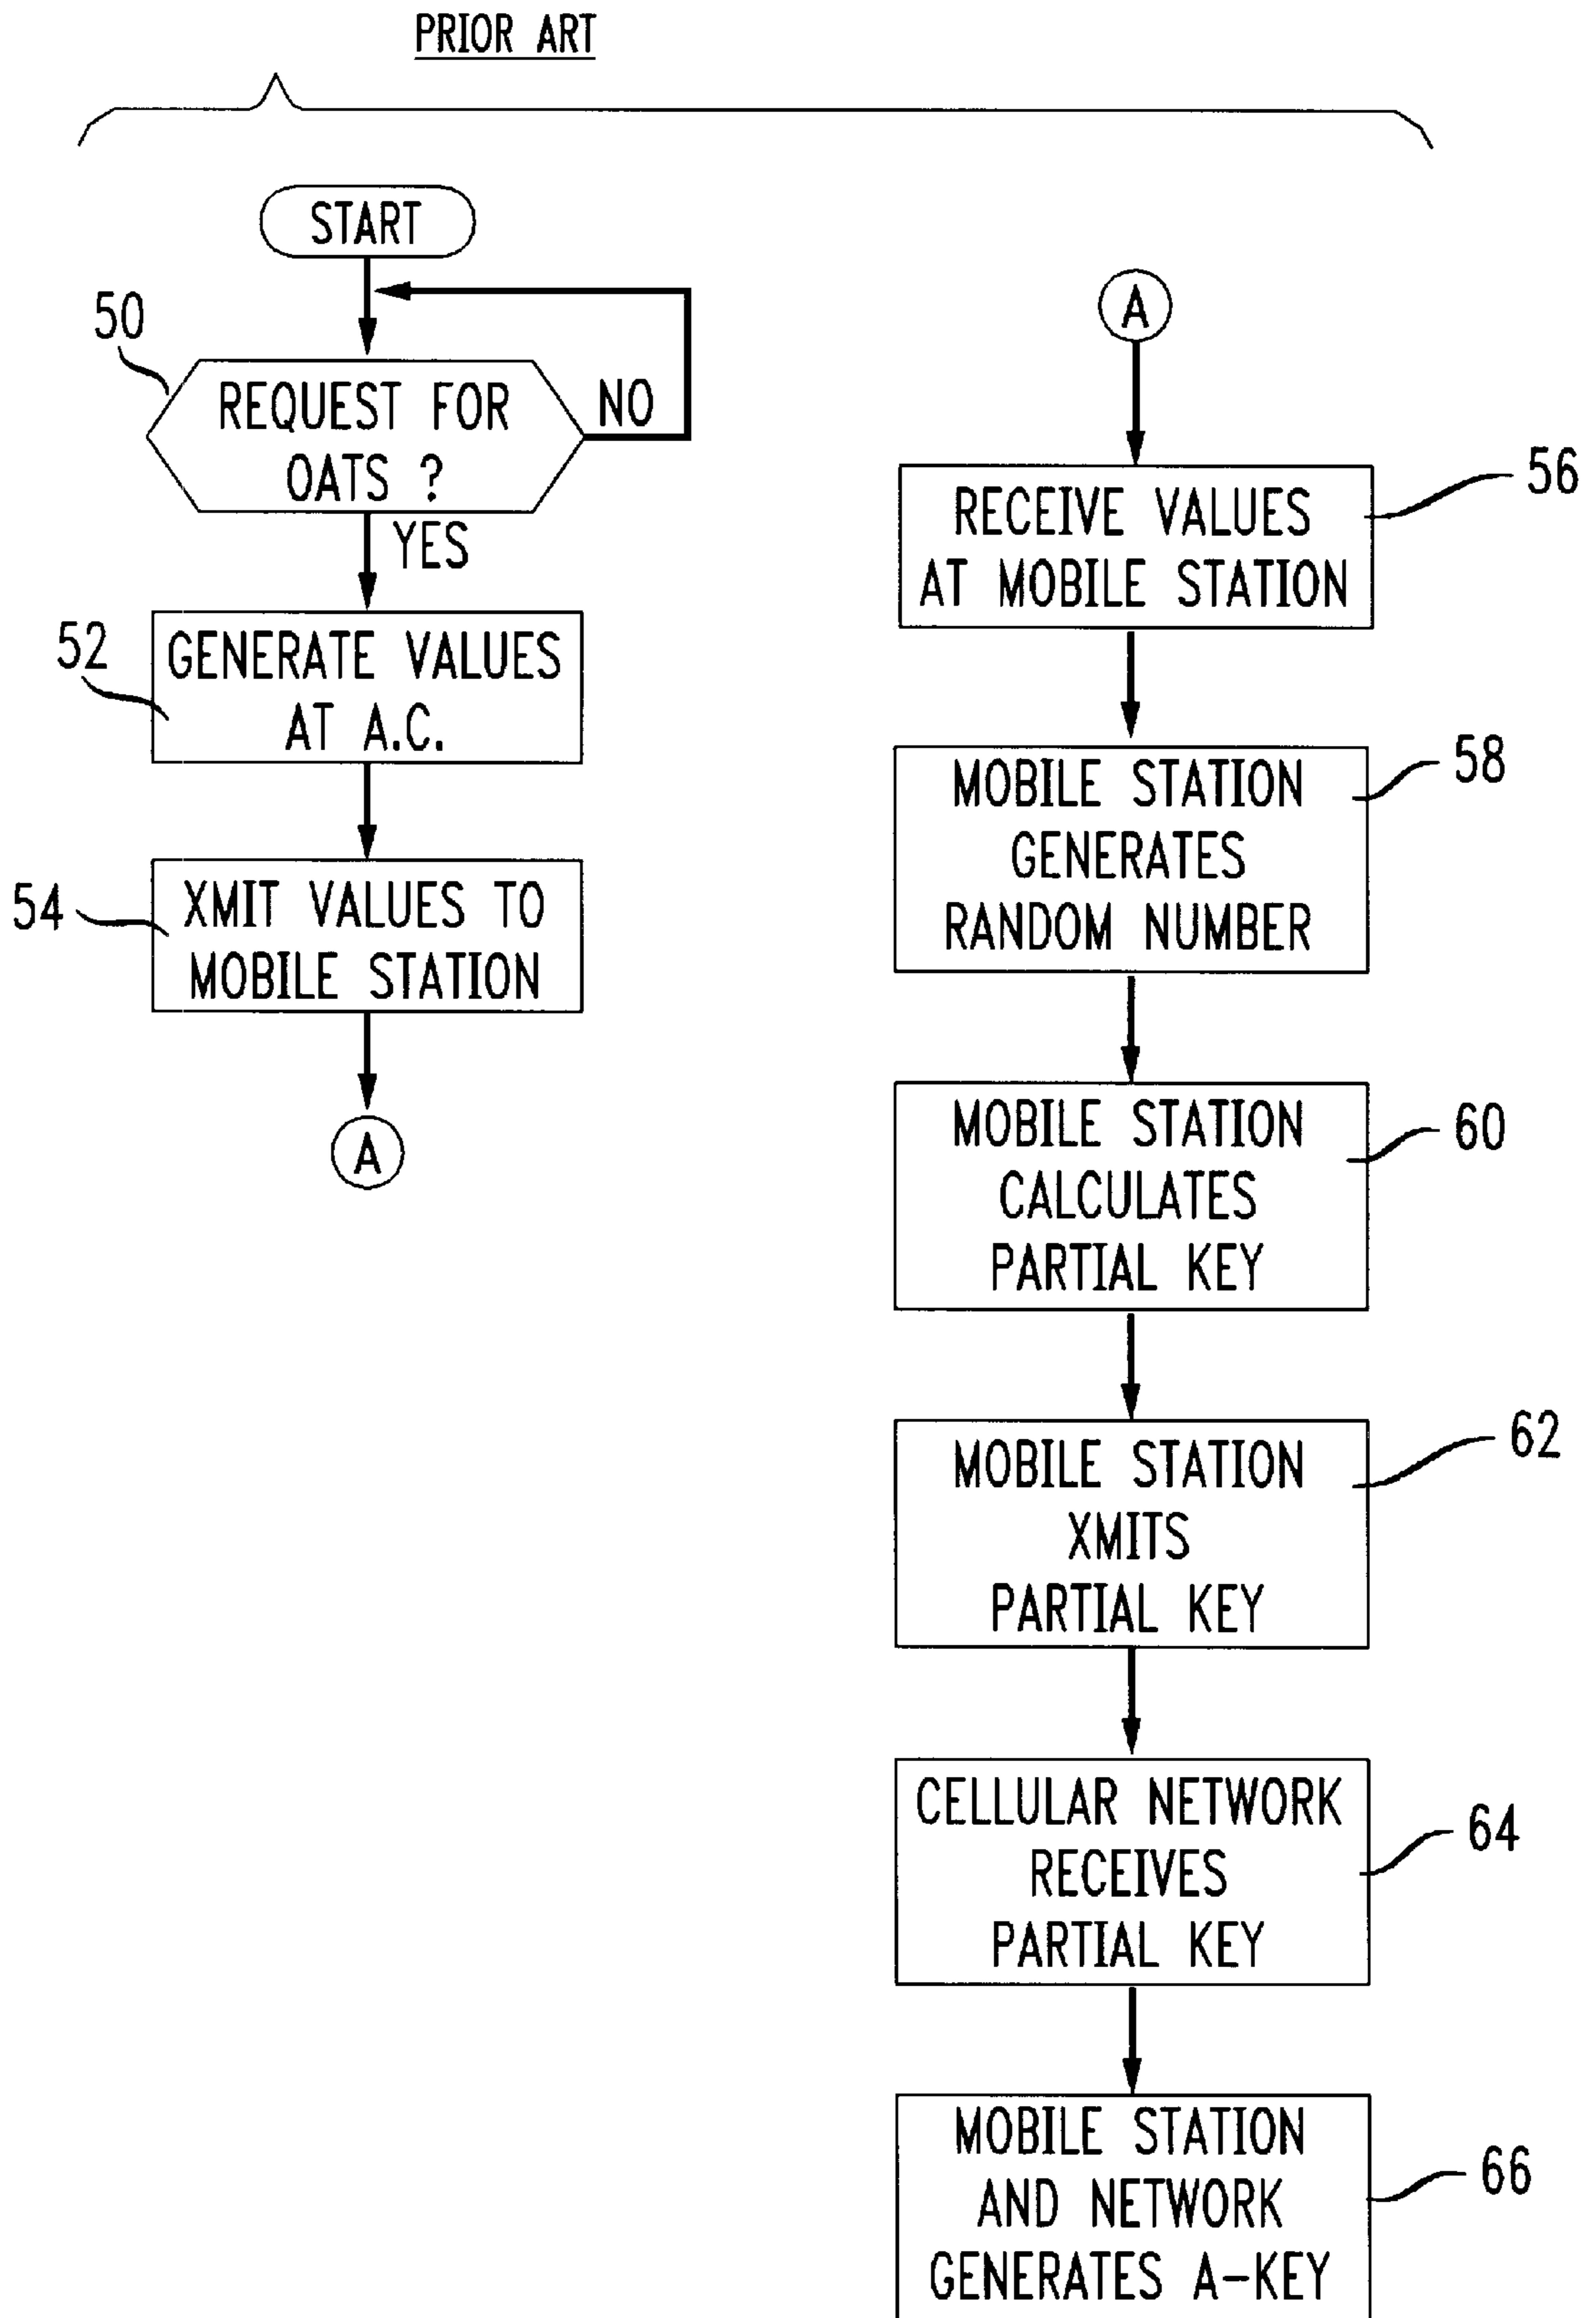 PRIOR ART
START
50
REQUEST FOR
OATS ?
NO
YES
52
GENERATE VALUES
AT A.C.
54
XMIT VALUES TO
MOBILE STATION
A
A
56
RECEIVE VALUES
AT MOBILE STATION
58
MOBILE STATION
GENERATES
RANDOM NUMBER
60
MOBILE STATION
CALCULATES
PARTIAL KEY
62
MOBILE STATION
XMITS
PARTIAL KEY
64
CELLULAR NETWORK
RECEIVES
PARTIAL KEY
66
MOBILE STATION
AND NETWORK
GENERATES A-KEY